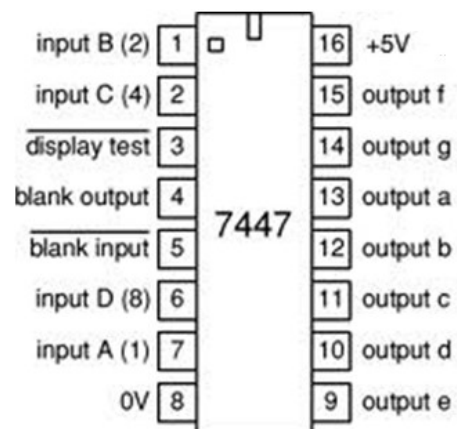 input B (2) 1 16 +5V
input C (4) 2 15 output f
display test 3 14 output g
blank output 4 13 output a
7447
blank input 5 12 output b
input D (8) 6 11 output c
input A (1) 7 10 output d
0V 8 9 output e